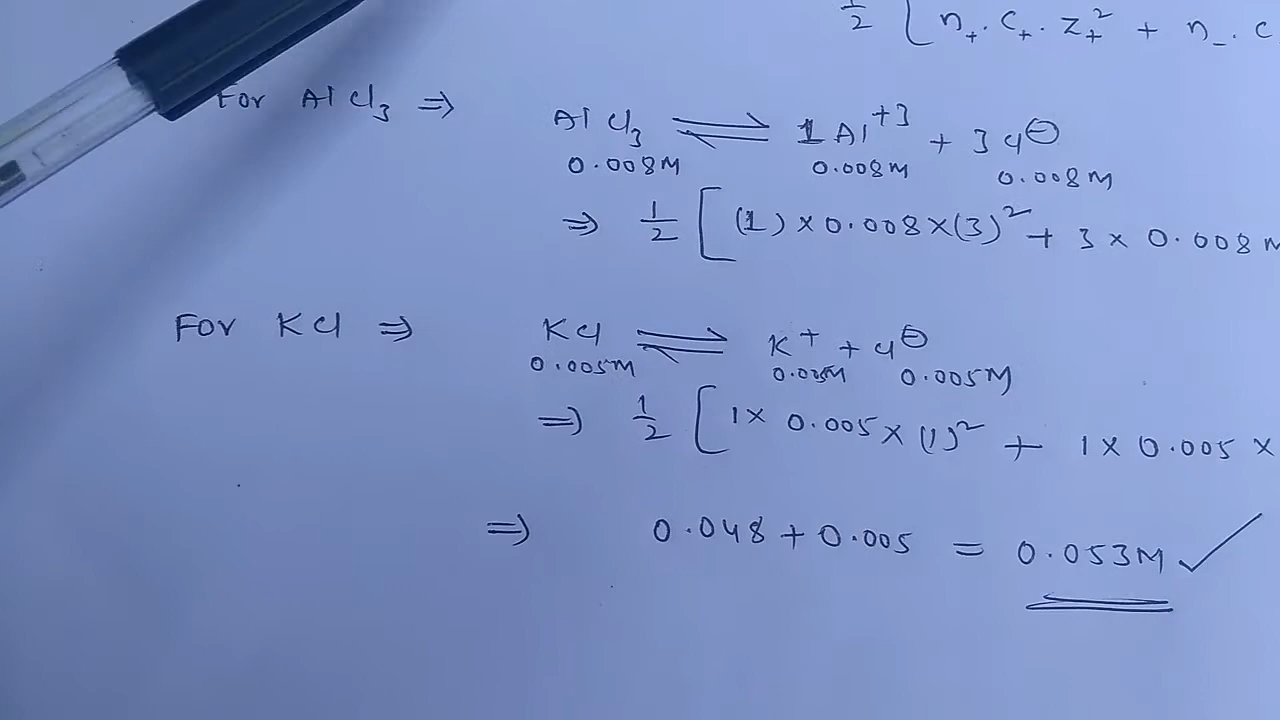 1/2 [ n₊. C₊. Z₊² + n₋. C
For AlCl₃ ⇒ AlCl₃ ⇌ 1Al⁺³ + 3Cl⊖
0.008M 0.008M 0.008M
⇒ 1/2 [ (1) × 0.008 × (3)² + 3 × 0.008 M
For KCl ⇒ KCl ⇌ K⁺ + Cl⊖
0.005M 0.005M 0.005M
⇒ 1/2 [ 1 × 0.005 × (1)² + 1 × 0.005 ×
⇒ 0.048 + 0.005 = 0.053M ✓